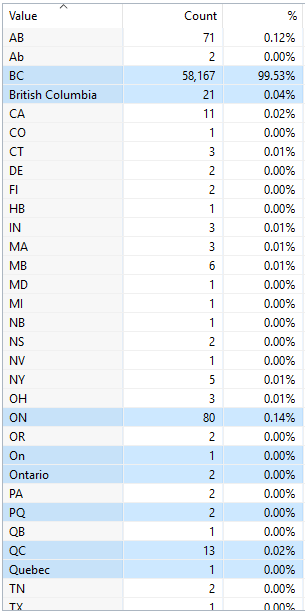 Value Count %
AB 71 0.12%
Ab 2 0.00%
BC 58,167 99.53%
British Columbia 21 0.04%
CA 11 0.02%
CO 1 0.00%
CT 3 0.01%
DE 2 0.00%
FI 2 0.00%
HB 1 0.00%
IN 3 0.01%
MA 3 0.01%
MB 6 0.01%
MD 1 0.00%
MI 1 0.00%
NB 1 0.00%
NS 2 0.00%
NV 1 0.00%
NY 5 0.01%
OH 3 0.01%
ON 80 0.14%
OR 2 0.00%
On 1 0.00%
Ontario 2 0.00%
PA 2 0.00%
PQ 2 0.00%
QB 1 0.00%
QC 13 0.02%
Quebec 1 0.00%
TN 2 0.00%
TX 1 0.00%